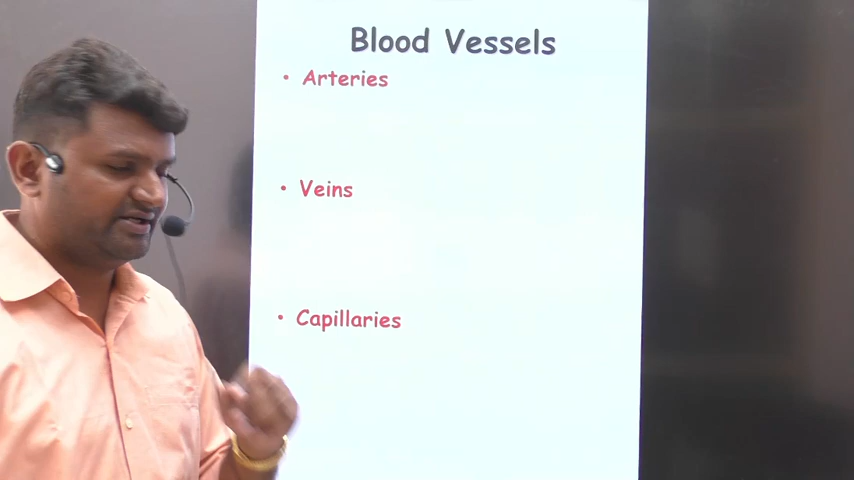 Blood Vessels
• Arteries
• Veins
• Capillaries